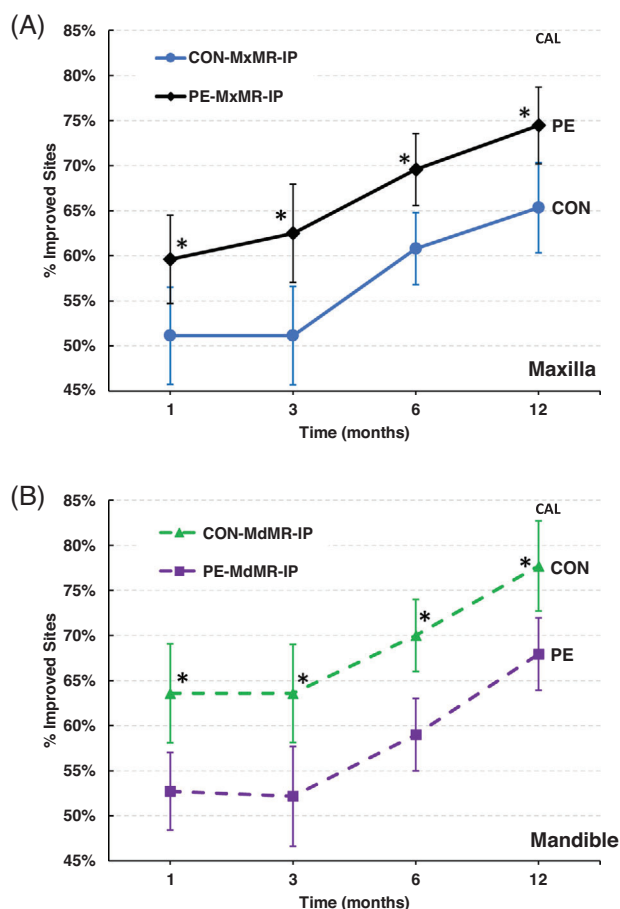 (A)
85%
80%
75%
70%
65%
60%
55%
50%
45%
% Improved Sites
CAL
CON-MxMR-IP
PE-MxMR-IP
* * * *
PE
CON
Maxilla
1 3 6 12
Time (months)
(B)
85%
80%
75%
70%
65%
60%
55%
50%
45%
% Improved Sites
CAL
CON-MdMR-IP
PE-MdMR-IP
* * * *
CON
PE
Mandible
1 3 6 12
Time (months)